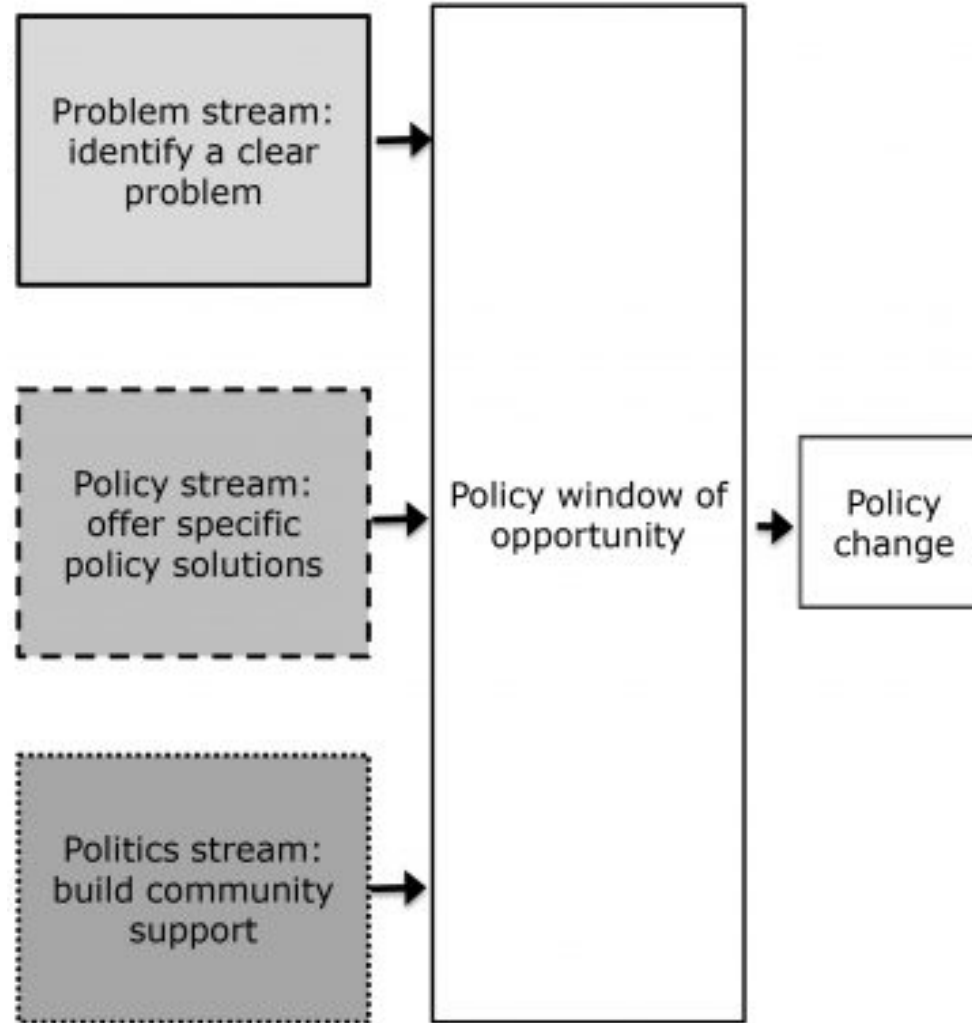 Problem stream:
identify a clear
problem
Policy stream:
offer specific
policy solutions
Politics stream:
build community
support
Policy window of
opportunity
Policy
change